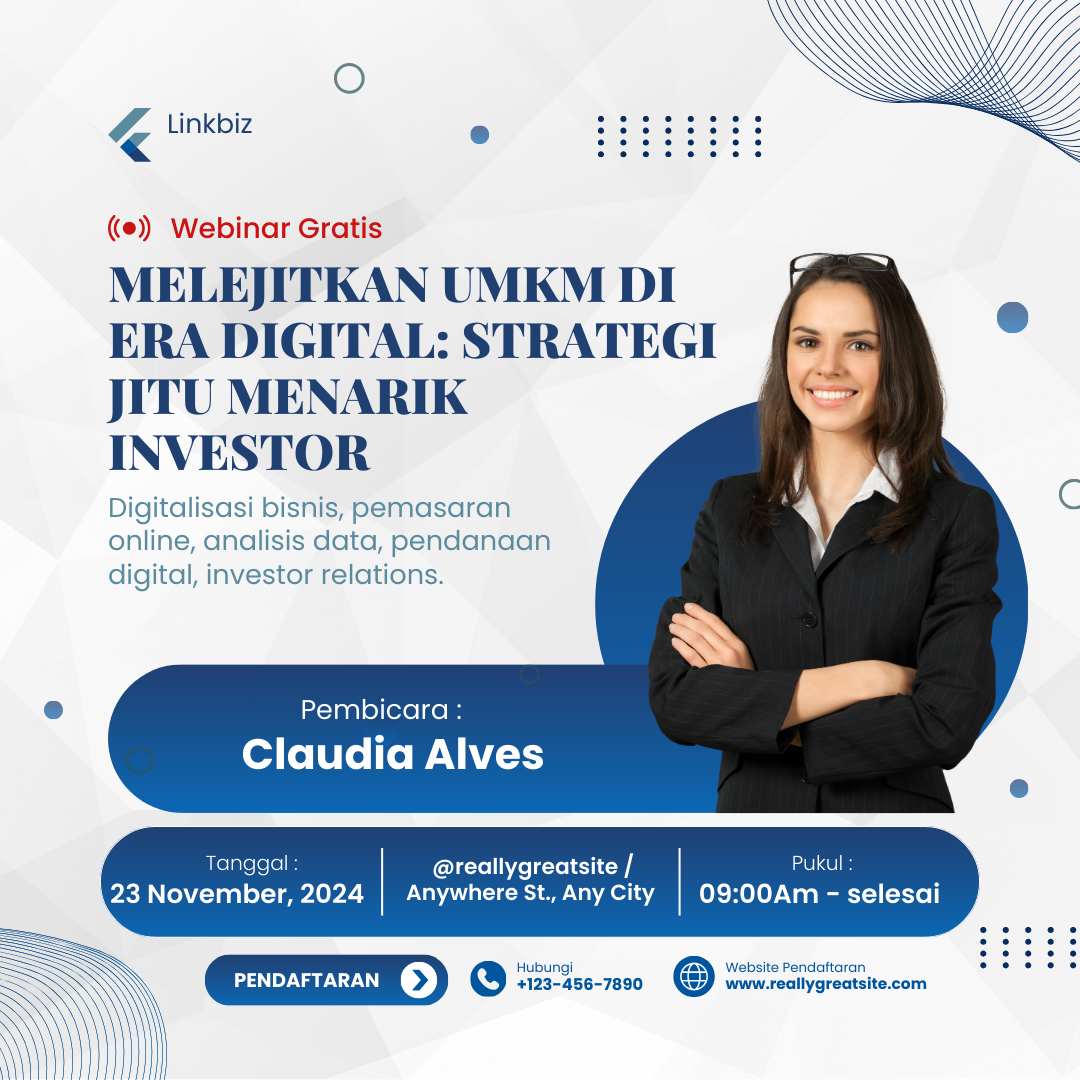 Linkbiz
Webinar Gratis
MELEJITKAN UMKM DI
ERA DIGITAL: STRATEGI
JITU MENARIK
INVESTOR
Digitalisasi bisnis, pemasaran
online, analisis data, pendanaan
digital, investor relations.
Pembicara :
Claudia Alves
Tanggal :
23 November, 2024
@reallygreatsite /
Anywhere St., Any City
Pukul :
09:00Am - selesai
PENDAFTARAN
Hubungi
+123-456-7890
Website Pendaftaran
www.reallygreatsite.com